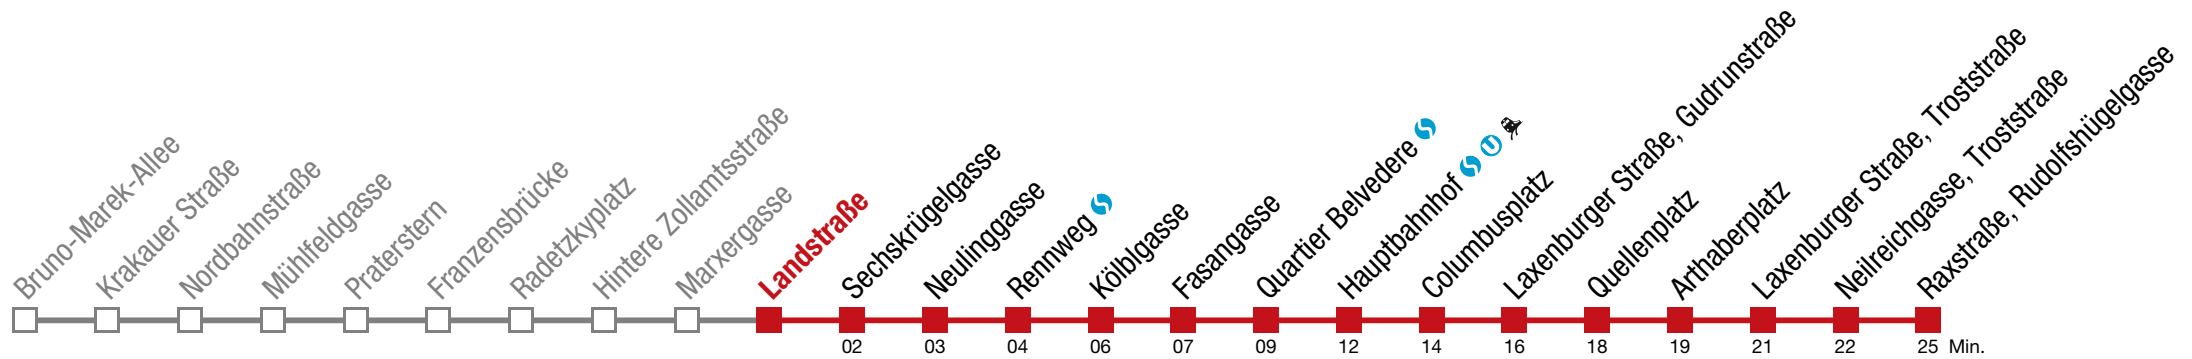 Bruno-Marek-Allee
Krakauer Straße
Nordbahnstraße
Mühlfeldgasse
Praterstern
Franzensbrücke
Radetzkyplatz
Hintere Zollamtsstraße
Marxergasse
Landstraße
Sechskrügelgasse
Neulinggasse
Rennweg S
Kölblgasse
Fasangasse
Quartier Belvedere S
Hauptbahnhof S U
Columbusplatz
Laxenburger Straße, Gudrunstraße
Quellenplatz
Arthaberplatz
Laxenburger Straße, Troststraße
Neilreichgasse, Troststraße
Raxstraße, Rudolfshügelgasse
02 03 04 06 07 09 12 14 16 18 19 21 22 25 Min.